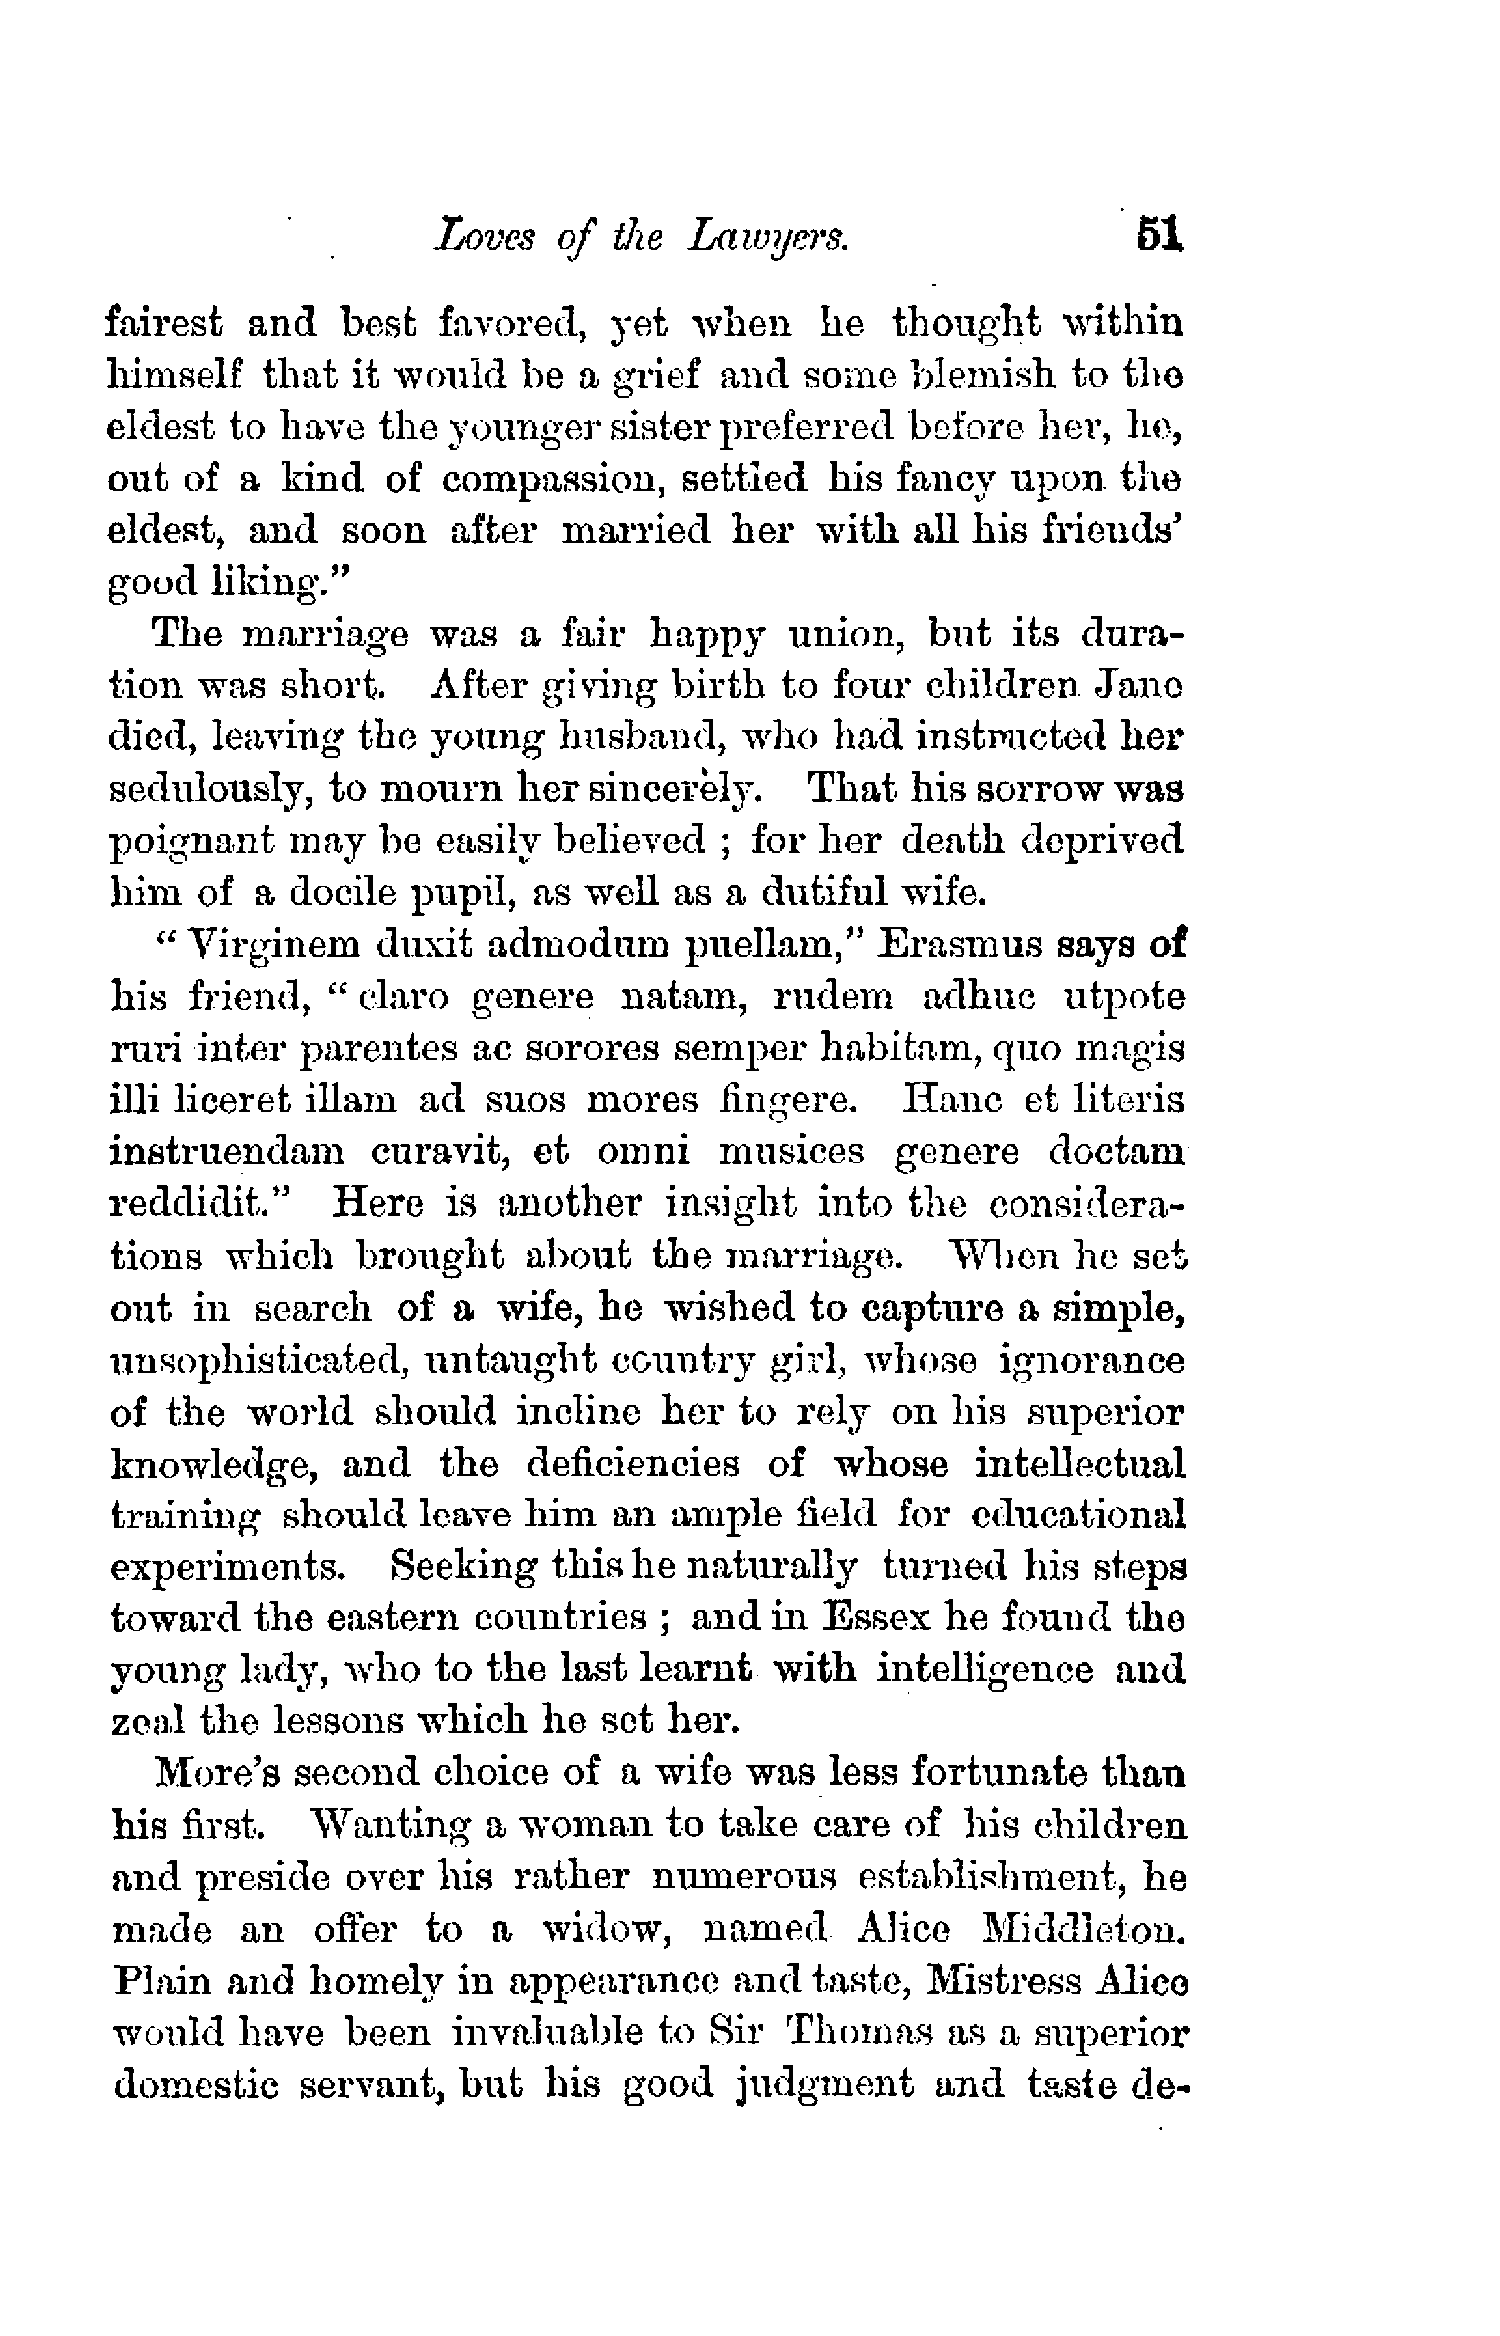 Loves of the Lawyers. 51
fairest and best favored, yet when he thought within
himself that it would be a grief and some blemish to the
eldest to have the younger sister preferred before her, he,
out of a kind of compassion, settled his fancy upon the
eldest, and soon after married her with all his friends'
good liking."
The marriage was a fair happy union, but its dura-
tion was short. After giving birth to four children Jane
died, leaving the young husband, who had instructed her
sedulously, to mourn her sincerely. That his sorrow was
poignant may be easily believed ; for her death deprived
him of a docile pupil, as well as a dutiful wife.
" Virginem duxit admodum puellam," Erasmus says of
his friend, " claro genere natam, rudem adhuc utpote
ruri inter parentes ac sorores semper habitam, quo magis
illi liceret illam ad suos mores fingere. Hanc et literis
instruendam curavit, et omni musices genere doctam
reddidit." Here is another insight into the considera-
tions which brought about the marriage. When he set
out in search of a wife, he wished to capture a simple,
unsophisticated, untaught country girl, whose ignorance
of the world should incline her to rely on his superior
knowledge, and the deficiencies of whose intellectual
training should leave him an ample field for educational
experiments. Seeking this he naturally turned his steps
toward the eastern countries ; and in Essex he found the
young lady, who to the last learnt with intelligence and
zeal the lessons which he set her.
More's second choice of a wife was less fortunate than
his first. Wanting a woman to take care of his children
and preside over his rather numerous establishment, he
made an offer to a widow, named Alice Middleton.
Plain and homely in appearance and taste, Mistress Alice
would have been invaluable to Sir Thomas as a superior
domestic servant, but his good judgment and taste de-